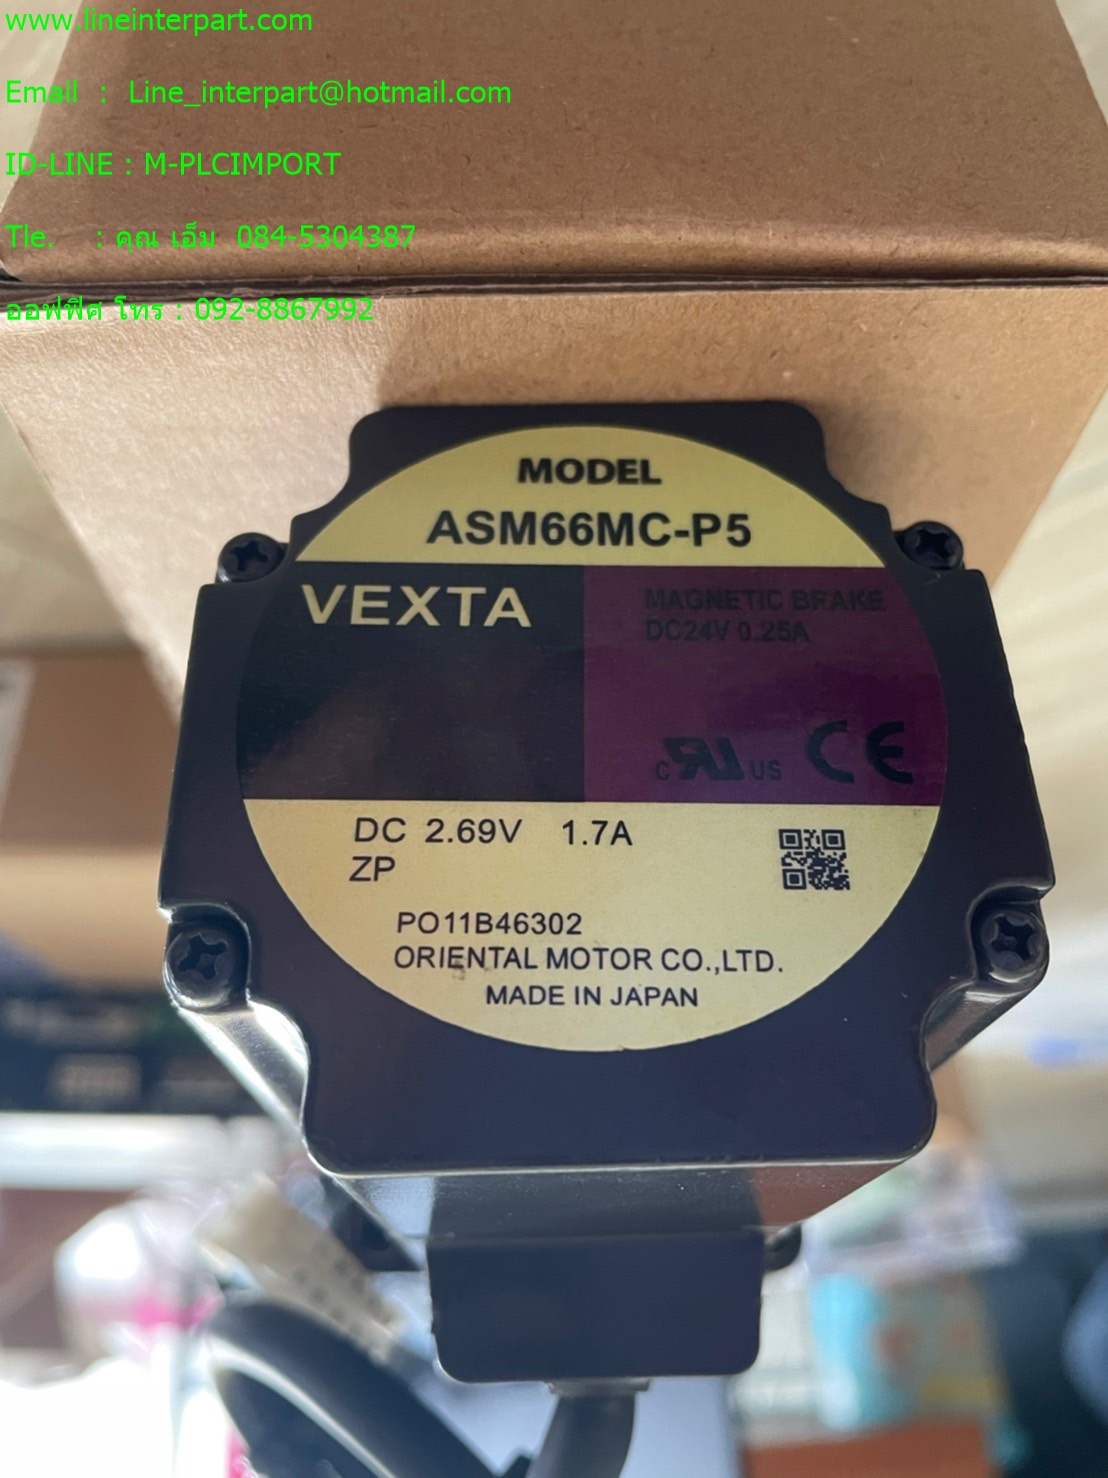 www.lineinterpart.com
Email : Line_interpart@hotmail.com
ID-LINE : M-PLCIMPORT
Tle. : คุณ เอ็ม 084-5304387
ออฟฟิศ โทร : 092-8867992
MODEL
ASM66MC-P5
VEXTA
MAGNETIC BRAKE
DC24V 0.25A
C RU US CE
DC 2.69V 1.7A
ZP
PO11B46302
ORIENTAL MOTOR CO.,LTD.
MADE IN JAPAN